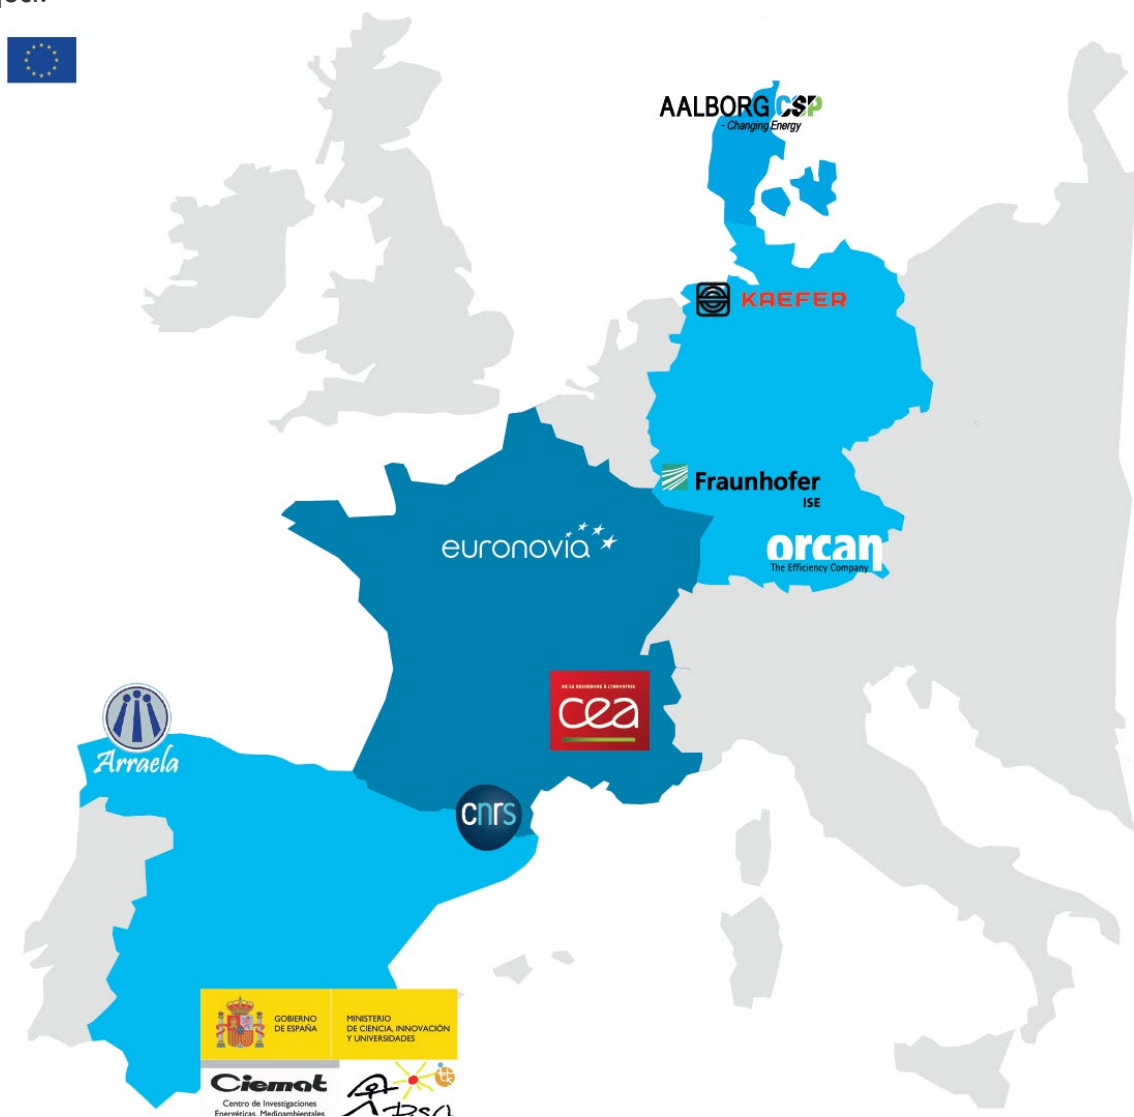 AALBORG CSP
- Changing Energy
KAEFER
Fraunhofer
ISE
orcan
The Efficiency Company
euronovia
DE LA RECHERCHE À L'INDUSTRIE
cea
Arraela
cnrs
GOBIERNO
DE ESPAÑA
MINISTERIO
DE CIENCIA, INNOVACIÓN
Y UNIVERSIDADES
Ciemat
Centro de Investigaciones
Energéticas, Medioambientales